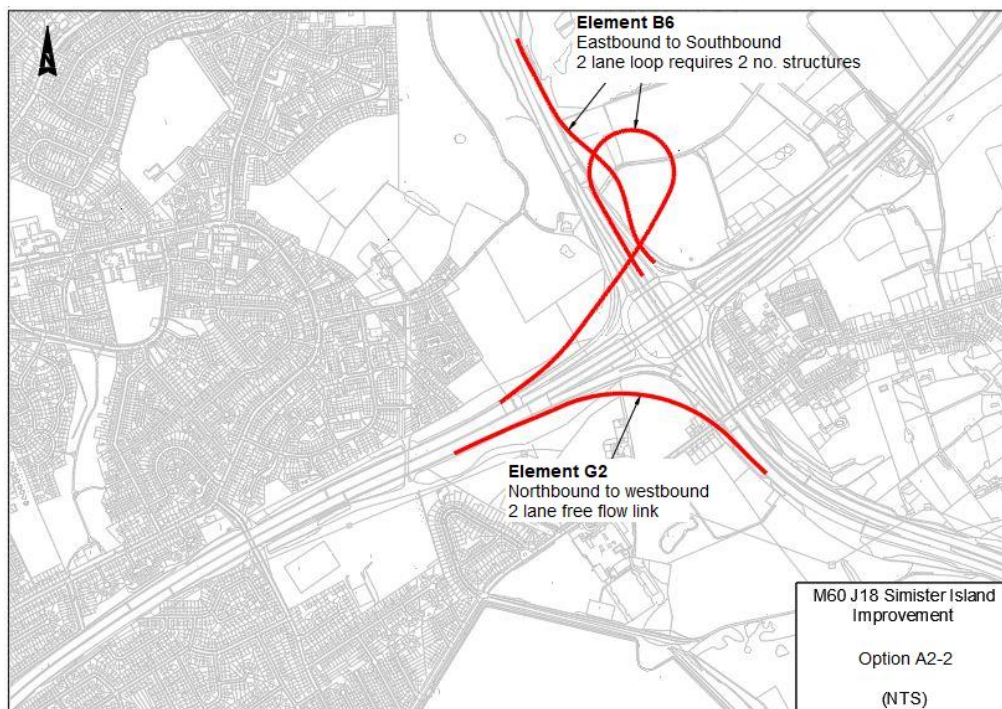 Element B6
Eastbound to Southbound
2 lane loop requires 2 no. structures
Element G2
Northbound to westbound
2 lane free flow link
M60 J18 Simister Island
Improvement
Option A2-2
(NTS)